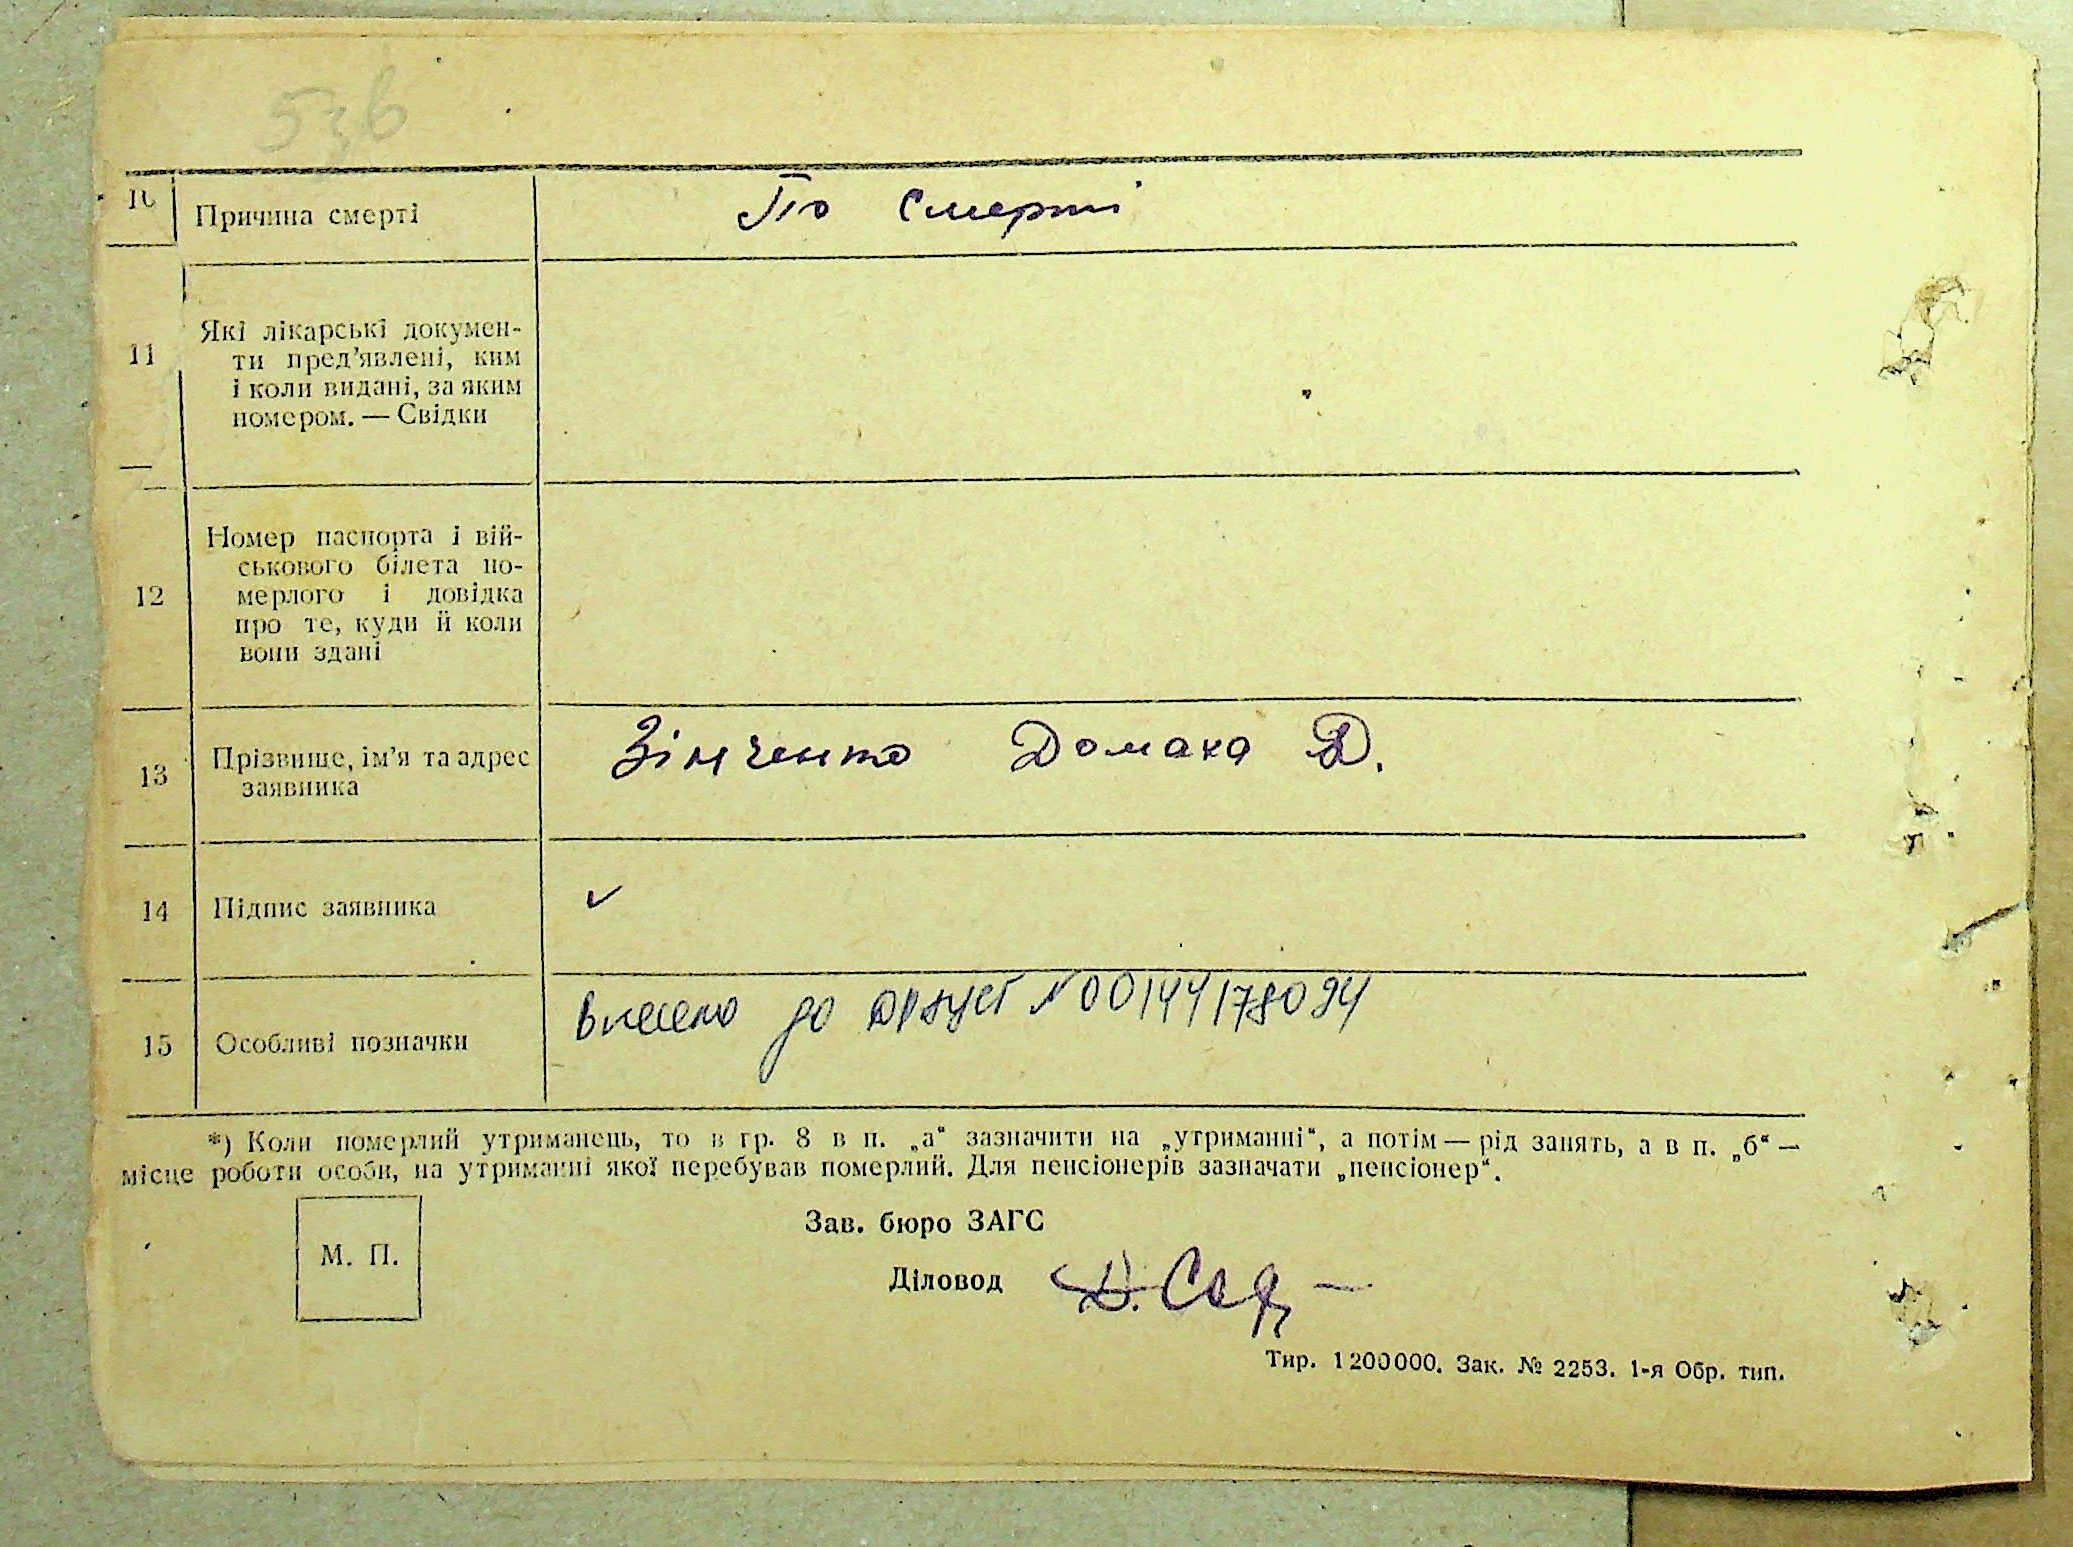 53б
10 Причина смерті По смерті
11 Які лікарські докумен-
ти пред’явлені, ким
і коли видані, за яким
номером. — Свідки
12 Номер паспорта і вій-
ськового білета по-
мерлого і довідка
про те, куди й коли
вони здані
13 Прізвище, ім’я та адрес
заявника
Зінченко Домаха Д.
14 Підпис заявника ✓
15 Особливі позначки
Внесено до ДРАЦСГ N00144178094
*) Коли померлий утриманець, то в гр. 8 в п. „а“ зазначити на „утриманні“, а потім — рід занять, а в п. „б“ —
місце роботи особи, на утриманні якої перебував померлий. Для пенсіонерів зазначати „пенсіонер“.
М. П.
Зав. бюро ЗАГС
Діловод
Тир. 1200000. Зак. № 2253. 1-я Обр. тип.